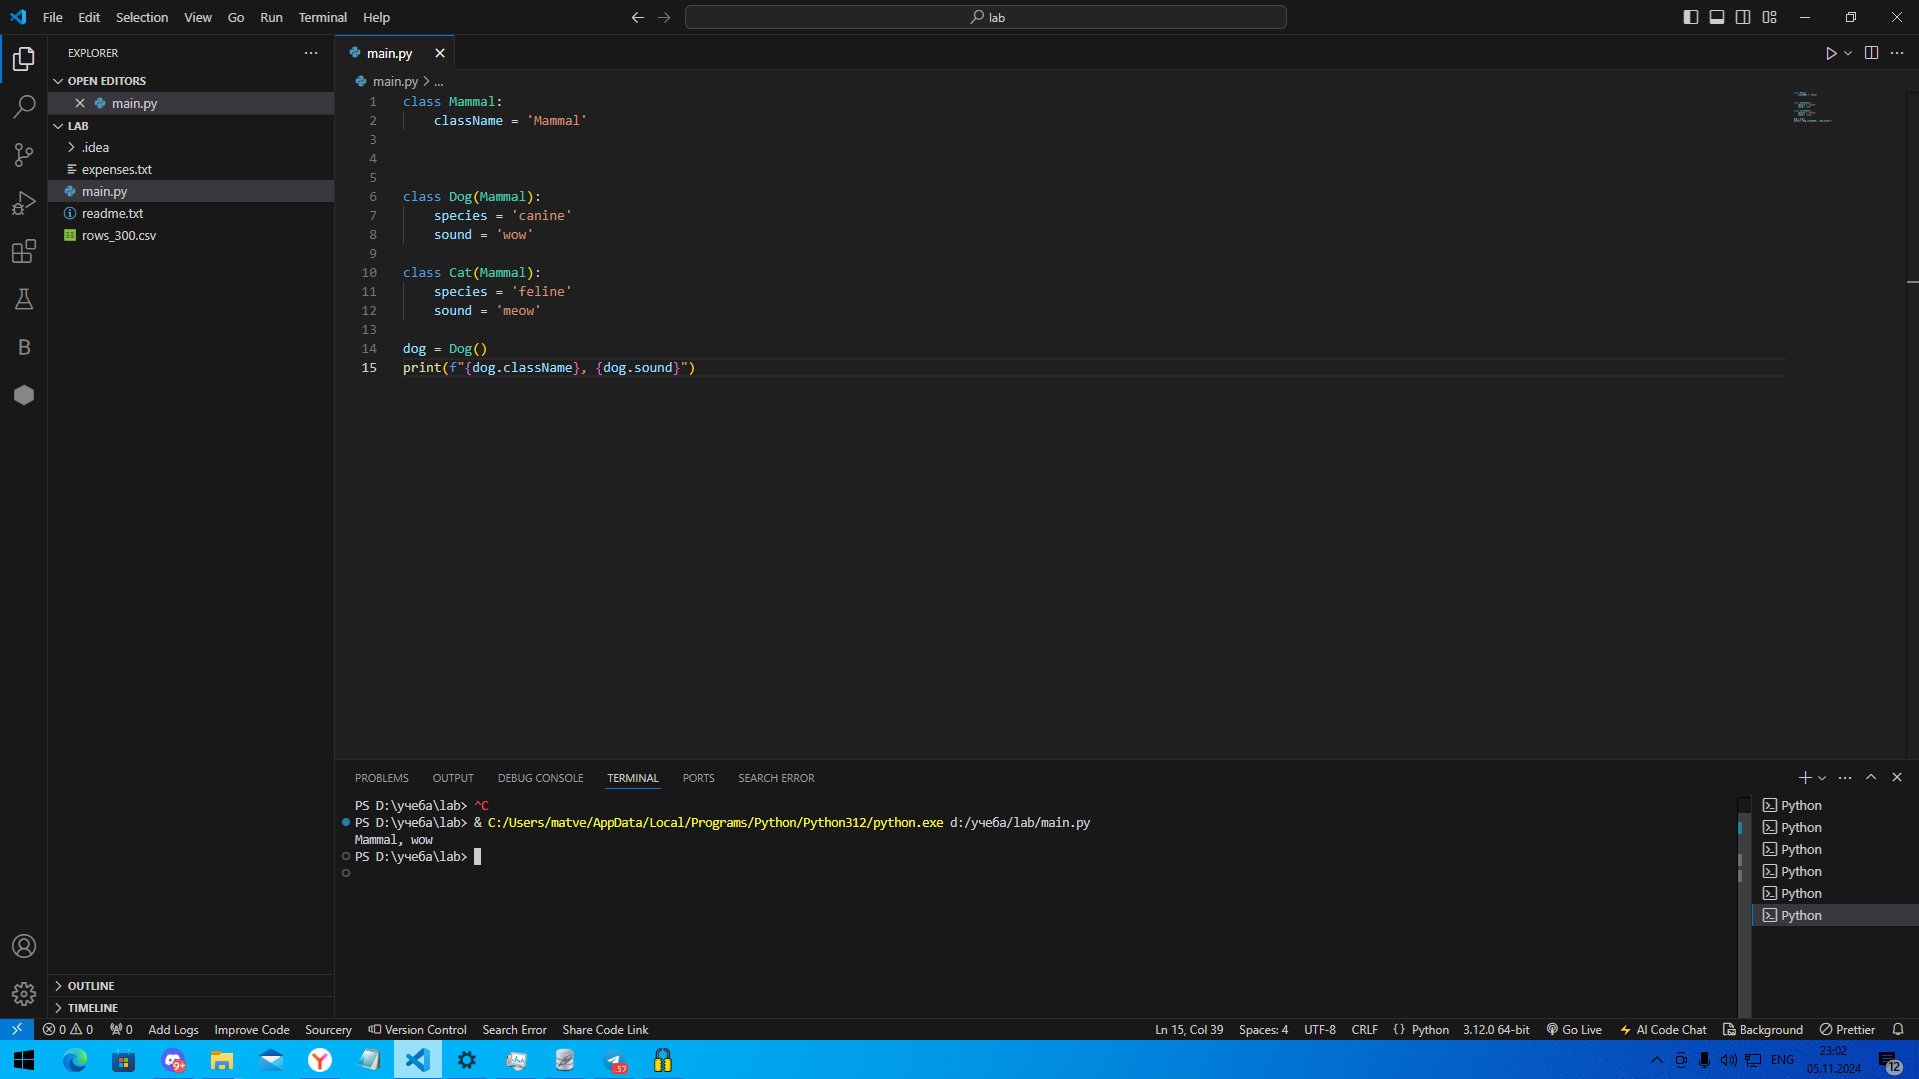 File Edit Selection View Go Run Terminal Help
lab
EXPLORER
OPEN EDITORS
main.py
LAB
.idea
expenses.txt
main.py
readme.txt
rows_300.csv
OUTLINE
TIMELINE
main.py
main.py > ...
1 class Mammal:
2 className = 'Mammal'
3
4
5
6 class Dog(Mammal):
7 species = 'canine'
8 sound = 'wow'
9
10 class Cat(Mammal):
11 species = 'feline'
12 sound = 'meow'
13
14 dog = Dog()
15 print(f"{dog.className}, {dog.sound}")
PROBLEMS OUTPUT DEBUG CONSOLE TERMINAL PORTS SEARCH ERROR
PS D:\учеба\lab> ^C
PS D:\учеба\lab> & C:/Users/matve/AppData/Local/Programs/Python/Python312/python.exe d:/учеба/lab/main.py
Mammal, wow
PS D:\учеба\lab>
Python
Python
Python
Python
Python
Python
0 0 0 Add Logs Improve Code Sourcery Version Control Search Error Share Code Link Ln 15, Col 39 Spaces: 4 UTF-8 CRLF {} Python 3.12.0 64-bit Go Live AI Code Chat Background Prettier
9+ 57 ENG 23:02
05.11.2024 12